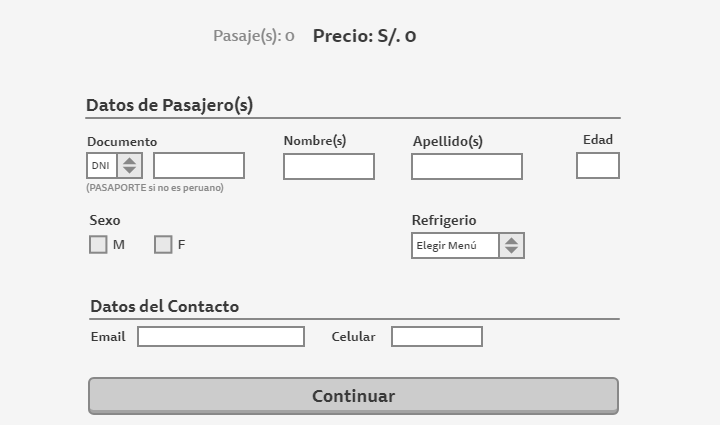 Pasaje(s): 0 Precio: S/. 0
Datos de Pasajero(s)
Documento Nombre(s) Apellido(s) Edad
DNI
(PASAPORTE si no es peruano)
Sexo Refrigerio
M F Elegir Menú
Datos del Contacto
Email Celular
Continuar